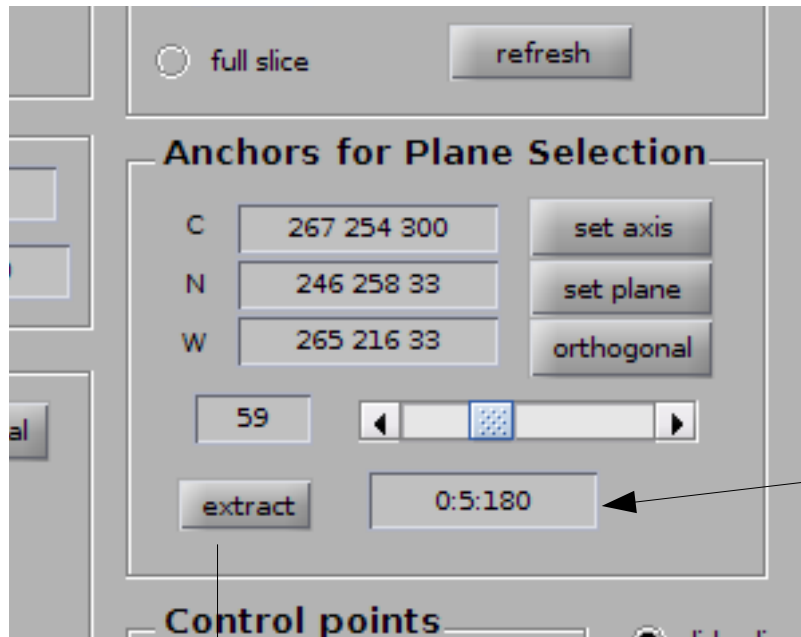 full slice refresh
Anchors for Plane Selection
C 267 254 300 set axis
N 246 258 33 set plane
W 265 216 33 orthogonal
59
al
extract 0:5:180
Control points